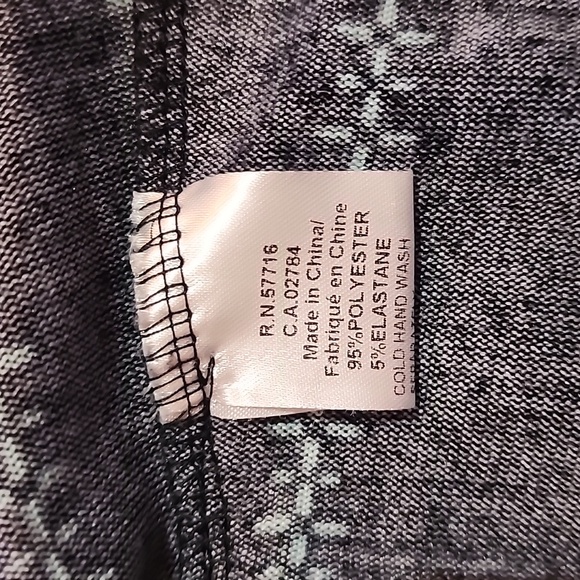 R.N.57716
C.A.02784
Made in China/
Fabriqué en Chine
95%POLYESTER
5%ELASTANE
COLD HAND WASH